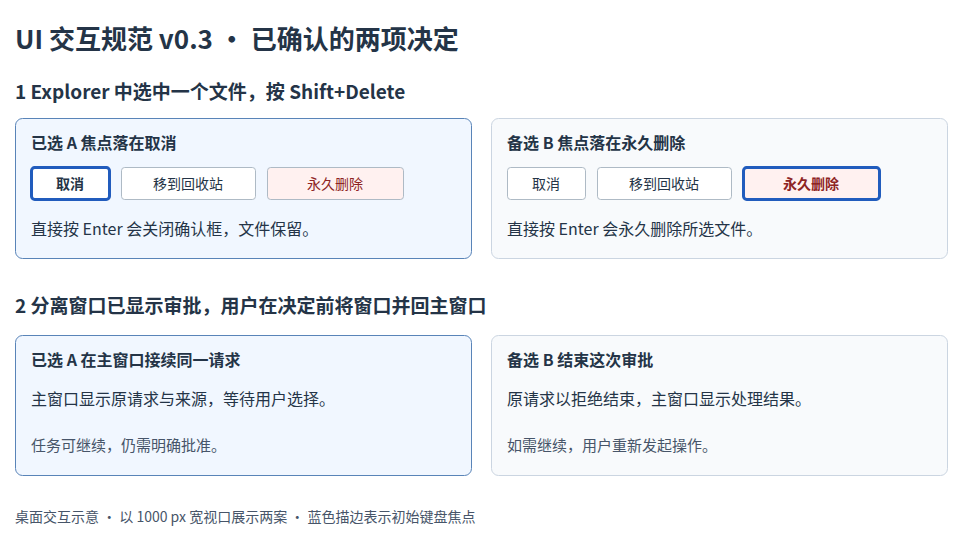 UI 交互规范 v0.3 · 已确认的两项决定
1 Explorer 中选中一个文件，按 Shift+Delete
已选 A 焦点落在取消
取消 移到回收站 永久删除
直接按 Enter 会关闭确认框，文件保留。
备选 B 焦点落在永久删除
取消 移到回收站 永久删除
直接按 Enter 会永久删除所选文件。
2 分离窗口已显示审批，用户在决定前将窗口并回主窗口
已选 A 在主窗口接续同一请求
主窗口显示原请求与来源，等待用户选择。
任务可继续，仍需明确批准。
备选 B 结束这次审批
原请求以拒绝结束，主窗口显示处理结果。
如需继续，用户重新发起操作。
桌面交互示意 · 以 1000 px 宽视口展示两案 · 蓝色描边表示初始键盘焦点